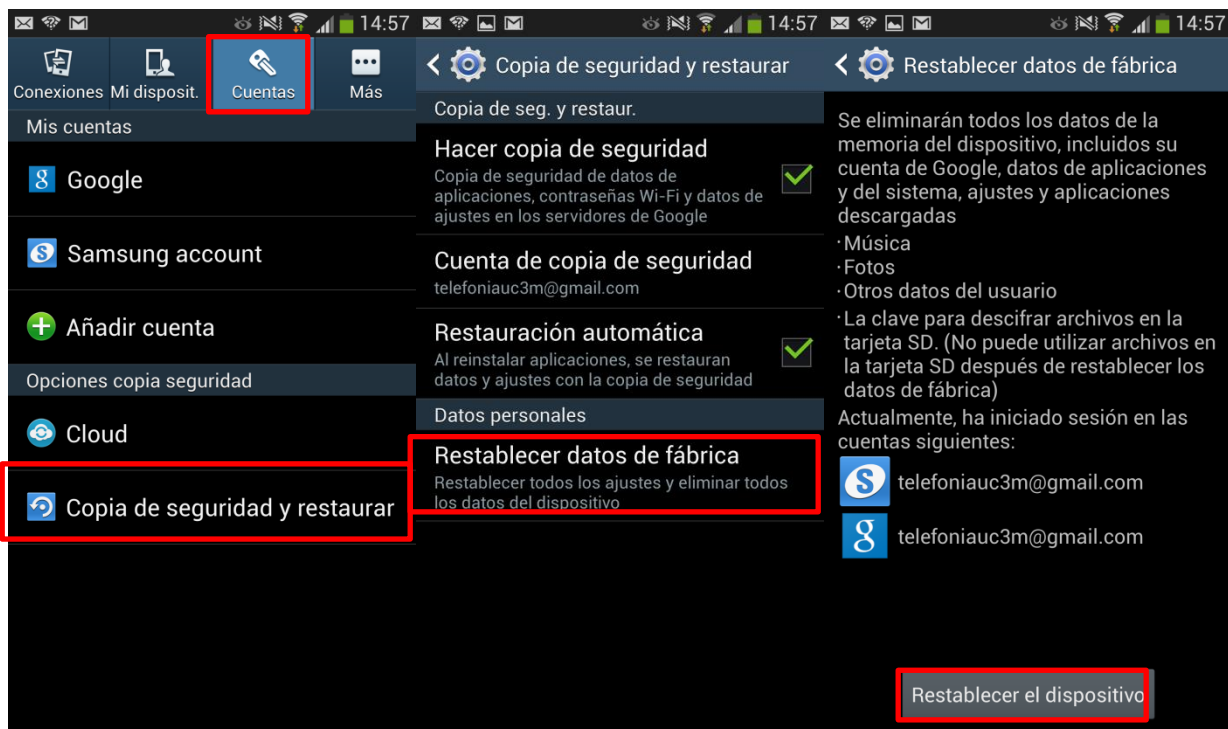 14:57
Conexiones
Mi disposit.
Cuentas
Más
Mis cuentas
Google
Samsung account
Añadir cuenta
Opciones copia seguridad
Cloud
Copia de seguridad y restaurar
14:57
Copia de seguridad y restaurar
Copia de seg. y restaur.
Hacer copia de seguridad
Copia de seguridad de datos de
aplicaciones, contraseñas Wi-Fi y datos de
ajustes en los servidores de Google
Cuenta de copia de seguridad
telefoniauc3m@gmail.com
Restauración automática
Al reinstalar aplicaciones, se restauran
datos y ajustes con la copia de seguridad
Datos personales
Restablecer datos de fábrica
Restablecer todos los ajustes y eliminar todos
los datos del dispositivo
14:57
Restablecer datos de fábrica
Se eliminarán todos los datos de la
memoria del dispositivo, incluidos su
cuenta de Google, datos de aplicaciones
y del sistema, ajustes y aplicaciones
descargadas
·Música
·Fotos
·Otros datos del usuario
·La clave para descifrar archivos en la
tarjeta SD. (No puede utilizar archivos en
la tarjeta SD después de restablecer los
datos de fábrica)
Actualmente, ha iniciado sesión en las
cuentas siguientes:
telefoniauc3m@gmail.com
telefoniauc3m@gmail.com
Restablecer el dispositivo